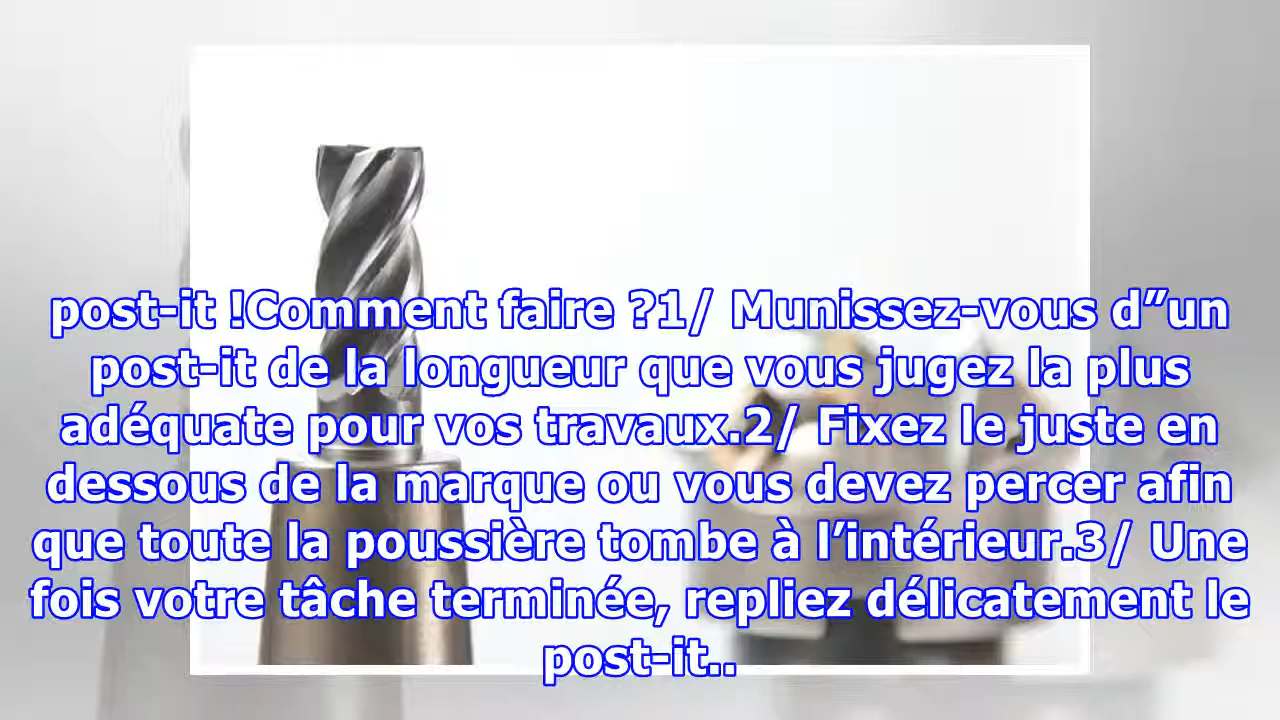 post-it !Comment faire ?1/ Munissez-vous d”un
post-it de la longueur que vous jugez la plus
adéquate pour vos travaux.2/ Fixez le juste en
dessous de la marque ou vous devez percer afin
que toute la poussière tombe à l’intérieur.3/ Une
fois votre tâche terminée, repliez délicatement le
post-it..